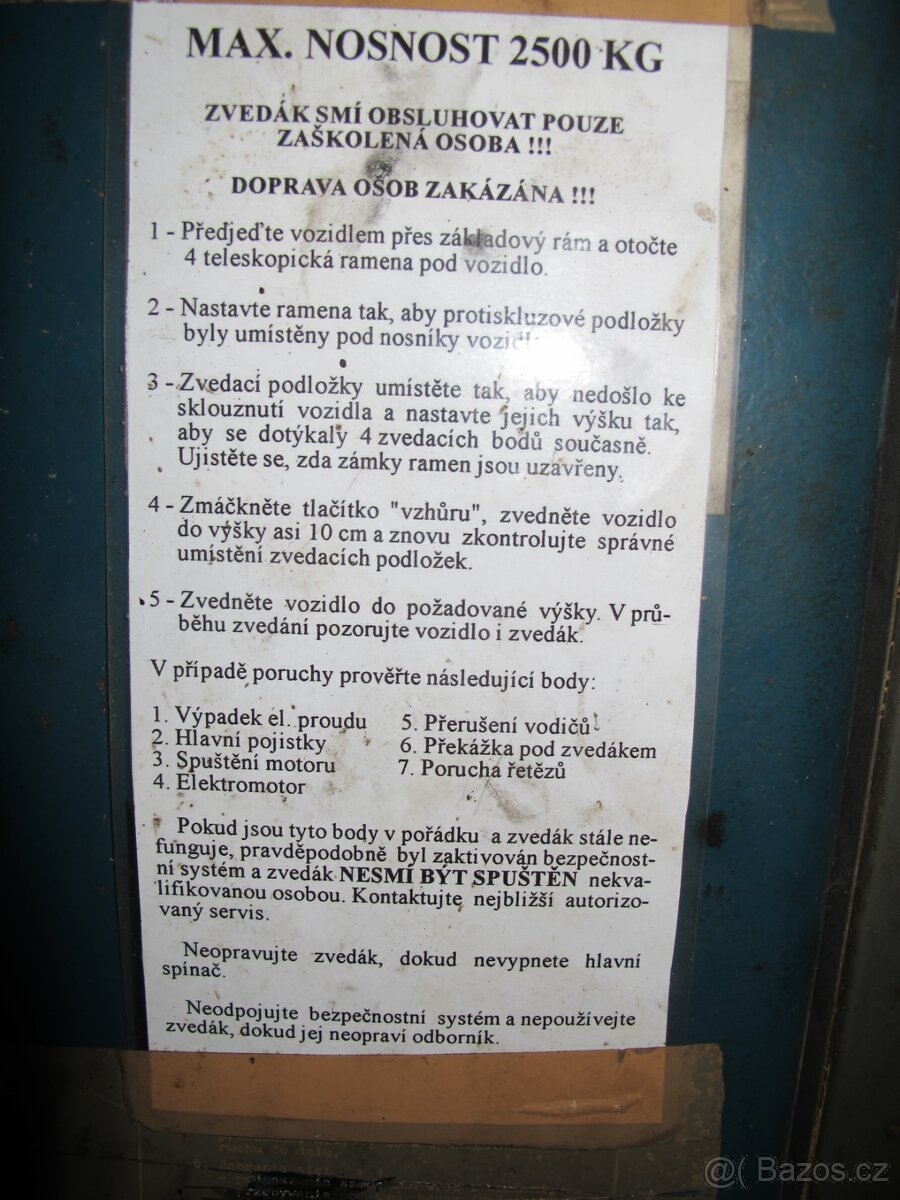 MAX. NOSNOST 2500 KG
ZVEDÁK SMÍ OBSLUHOVAT POUZE
ZAŠKOLENÁ OSOBA !!!
DOPRAVA OSOB ZAKÁZÁNA !!!
1 - Předjeďte vozidlem přes základový rám a otočte
4 teleskopická ramena pod vozidlo.
2 - Nastavte ramena tak, aby protiskluzové podložky
byly umístěny pod nosníky
3 - Zvedací podložky umístěte tak, aby nedošlo ke
sklouznutí vozidla a nastavte jejich výšku tak,
aby se dotýkaly 4 zvedacích bodů současně.
Ujistěte se, zda zámky ramen jsou uzavřeny.
4 - Zmáčkněte tlačítko "vzhůru", zvedněte vozidlo
do výšky asi 10 cm a znovu zkontrolujte správné
umístění zvedacích podložek.
5 - Zvedněte vozidlo do požadované výšky. V prů-
běhu zvedání pozorujte vozidlo i zvedák.
V případě poruchy prověřte následující body:
1. Výpadek el. proudu
2. Hlavní pojistky
3. Spuštění motoru
4. Elektromotor
5. Přerušení vodičů
6. Překážka pod zvedákem
7. Porucha řetězů
Pokud jsou tyto body v pořádku a zvedák stále ne-
funguje, pravděpodobně byl zaktivován bezpečnost-
ní systém a zvedák NESMÍ BÝT SPUŠTĚN nekva-
lifikovanou osobou. Kontaktujte nejbližší autorizo-
vaný servis.
Neopravujte zvedák, dokud nevypnete hlavní
spínač.
Neodpojujte bezpečnostní systém a nepoužívejte
zvedák, dokud jej neopraví odborník.
ruchu do dołu.
@( Bazos.cz